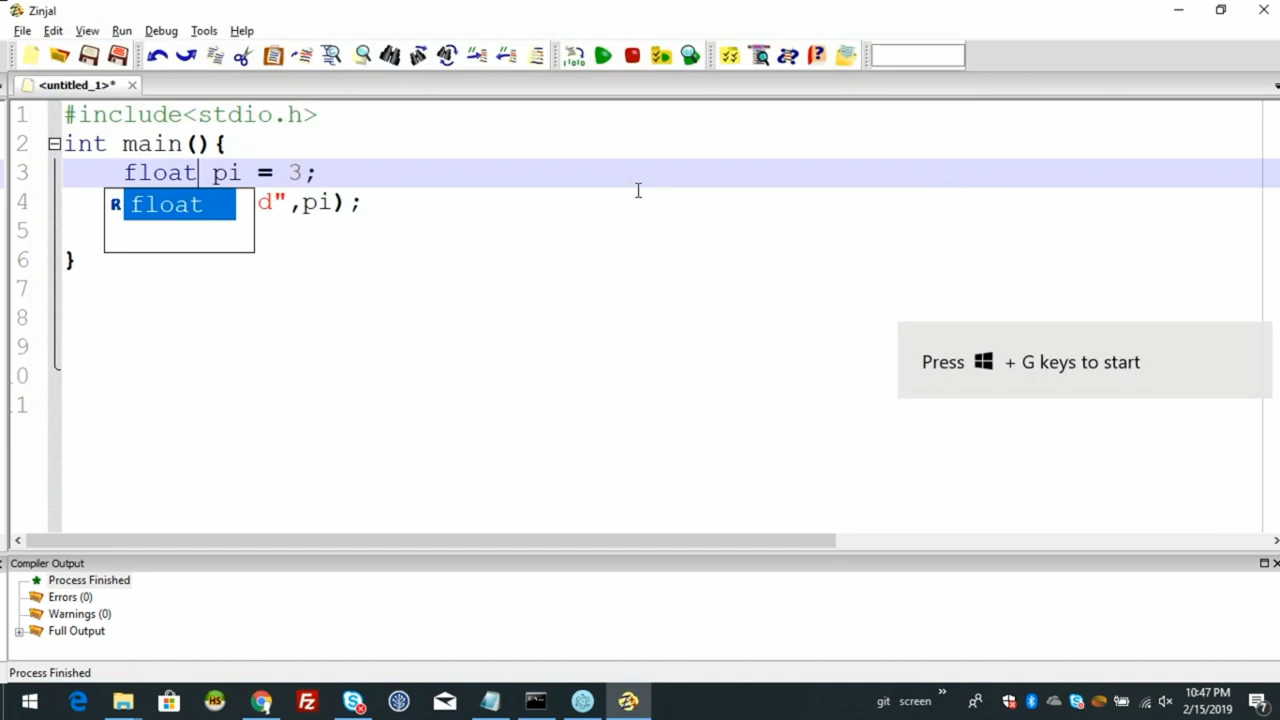 Zinjal
File Edit View Run Debug Tools Help
<untitled_1>*
1 #include<stdio.h>
2 int main(){
3 float pi = 3;
4 d",pi);
float
5
6 }
7
8
9
0
1
Press + G keys to start
Compiler Output
Process Finished
Errors (0)
Warnings (0)
Full Output
Process Finished
git screen
10:47 PM
2/15/2019
7